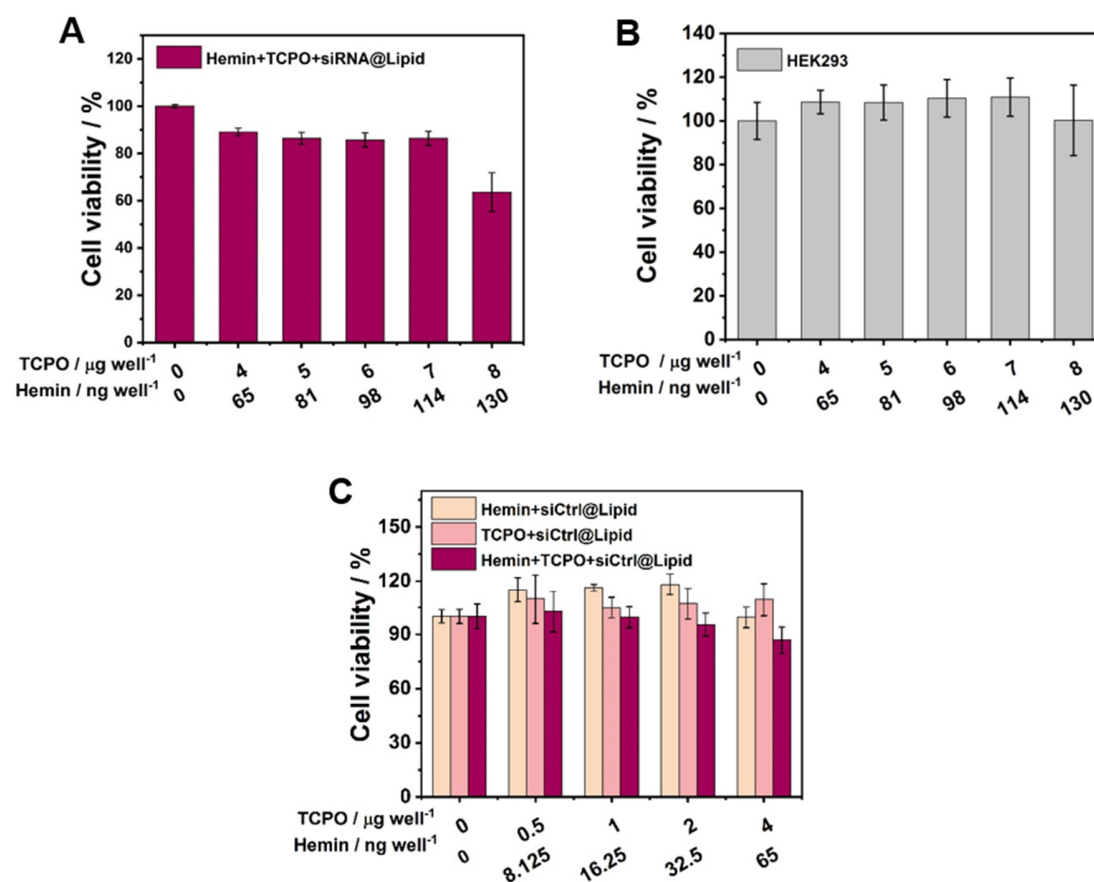 A
Hemin+TCPO+siRNA@Lipid
Cell viability / %
120
100
80
60
40
20
0
TCPO / μg well-1
0 4 5 6 7 8
Hemin / ng well-1
0 65 81 98 114 130
B
HEK293
Cell viability / %
140
120
100
80
60
40
20
0
TCPO / μg well-1
0 4 5 6 7 8
Hemin / ng well-1
0 65 81 98 114 130
C
Hemin+siCtrl@Lipid
TCPO+siCtrl@Lipid
Hemin+TCPO+siCtrl@Lipid
Cell viability / %
150
120
90
60
30
0
TCPO / μg well-1
0 0.5 1 2 4
Hemin / ng well-1
0 8.125 16.25 32.5 65